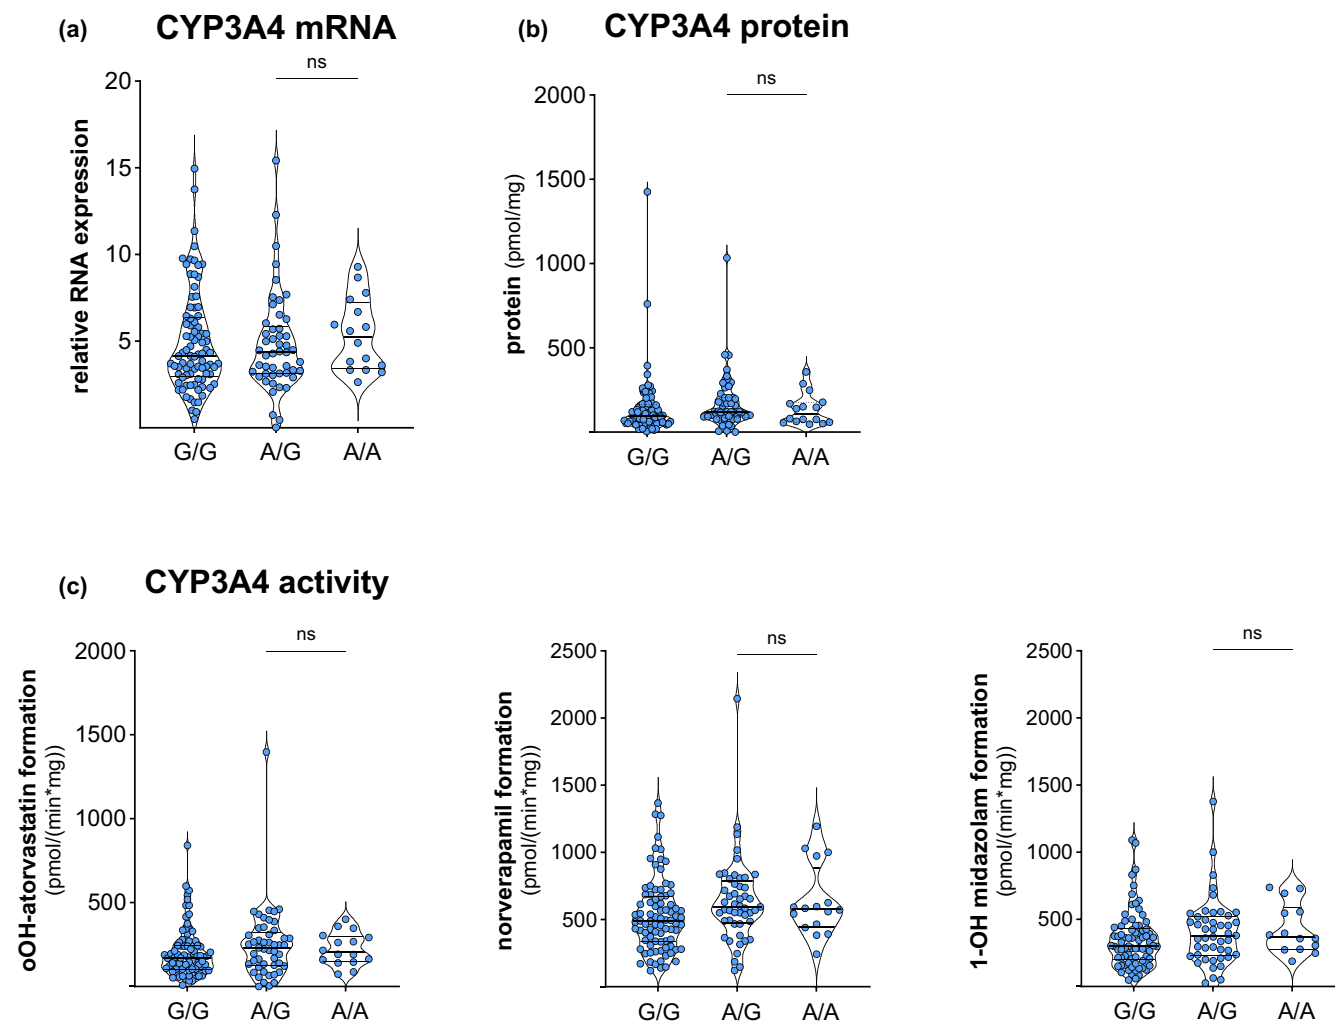 (a) CYP3A4 mRNA
ns
relative RNA expression
20
15
10
5
G/G A/G A/A
(b) CYP3A4 protein
ns
protein (pmol/mg)
2000
1500
1000
500
G/G A/G A/A
(c) CYP3A4 activity
ns
oOH-atorvastatin formation
(pmol/(min*mg))
2000
1500
1000
500
G/G A/G A/A
ns
norverapamil formation
(pmol/(min*mg))
2500
2000
1500
1000
500
G/G A/G A/A
ns
1-OH midazolam formation
(pmol/(min*mg))
2500
2000
1500
1000
500
G/G A/G A/A